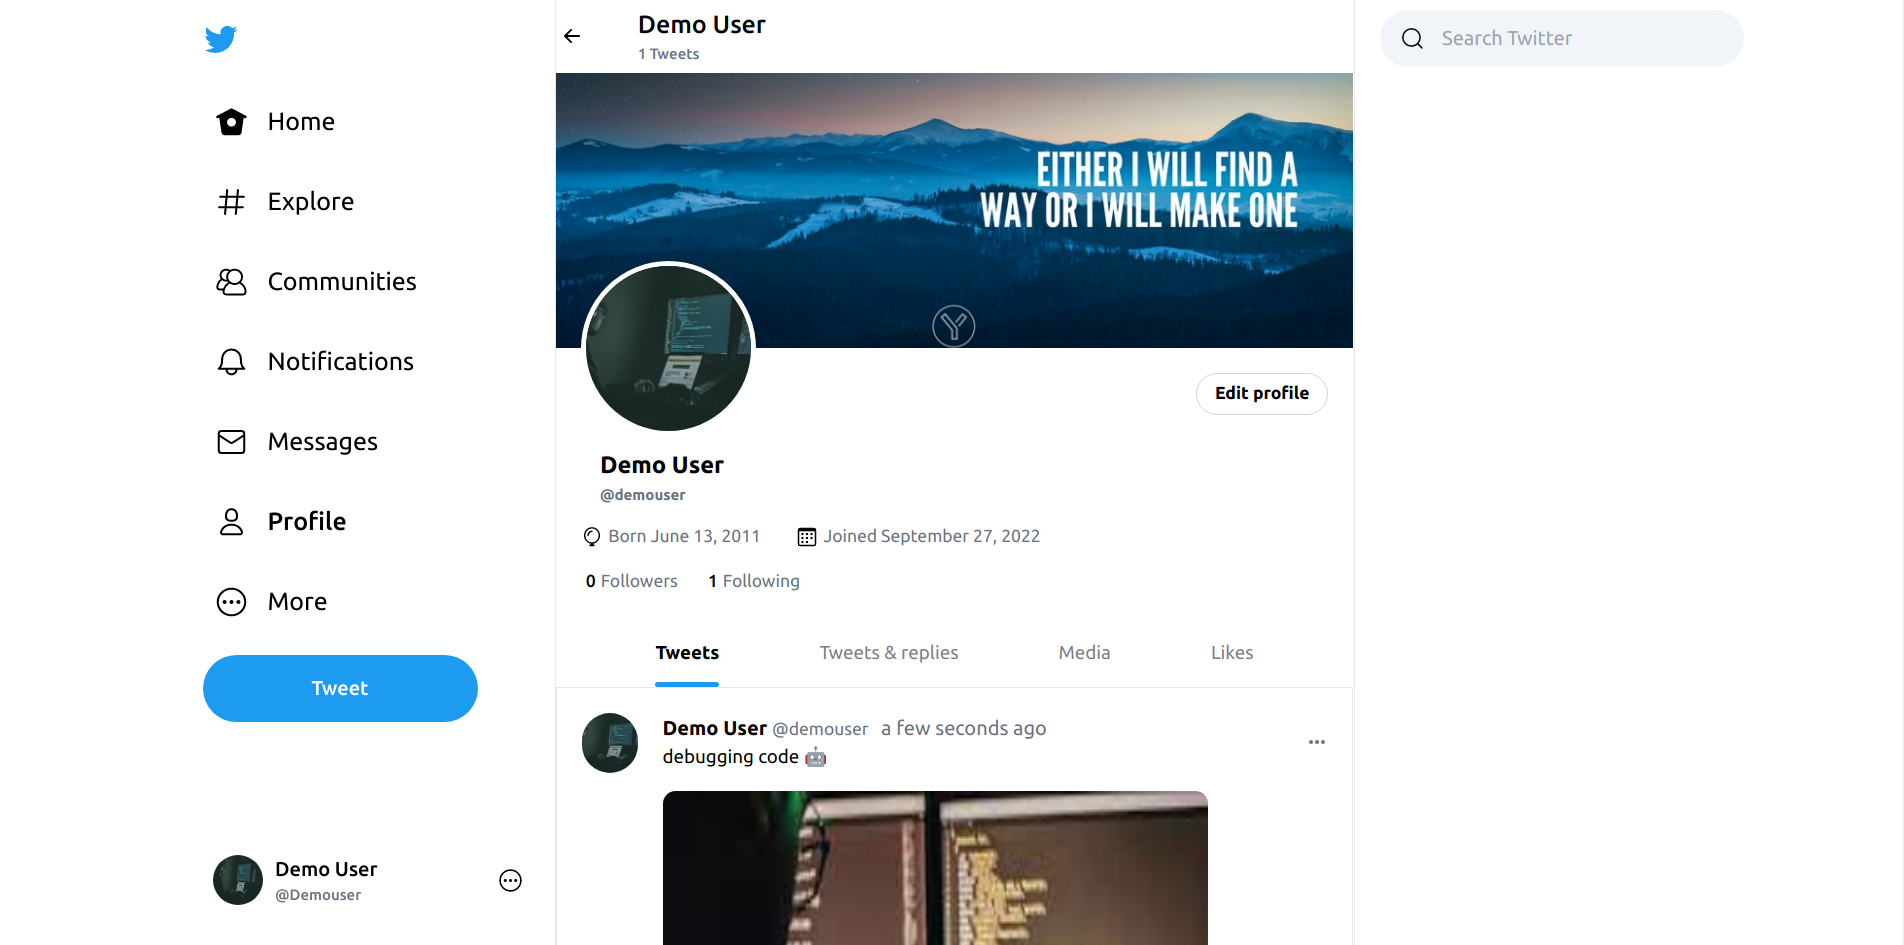 Home
Explore
Communities
Notifications
Messages
Profile
More
Tweet
Demo User
@Demouser
Demo User
1 Tweets
EITHER I WILL FIND A
WAY OR I WILL MAKE ONE
Edit profile
Demo User
@demouser
Born June 13, 2011 Joined September 27, 2022
0 Followers 1 Following
Tweets Tweets & replies Media Likes
Demo User @demouser a few seconds ago
debugging code 🤖
Search Twitter